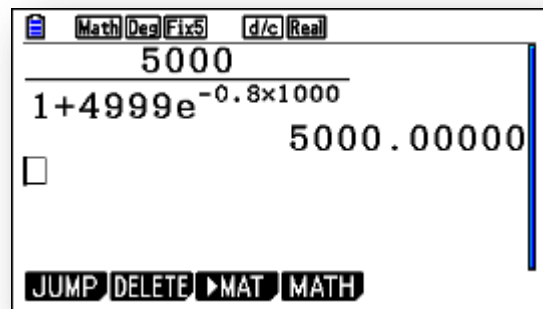 Math Deg Fix5 d/c Real
5000
1+4999e^-0.8×1000
5000.00000
JUMP DELETE ►MAT MATH